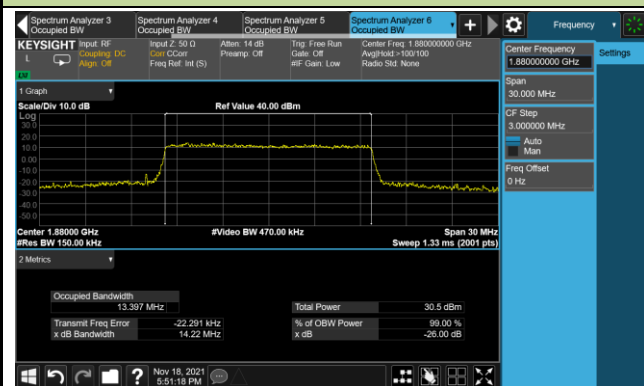 Spectrum Analyzer 3
Occupied BW
Spectrum Analyzer 4
Occupied BW
Spectrum Analyzer 5
Occupied BW
Spectrum Analyzer 6
Occupied BW
Frequency
KEYSIGHT
L
Input: RF
Coupling: DC
Align: Off
Input Z: 50 Ω
Corr CCorr
Freq Ref: Int (S)
Atten: 14 dB
Preamp: Off
Trig: Free Run
Gate: Off
#IF Gain: Low
Center Freq: 1.880000000 GHz
Avg|Hold:>100/100
Radio Std: None
Center Frequency
1.880000000 GHz
Settings
Span
30.000 MHz
CF Step
3.000000 MHz
Auto
Man
Freq Offset
0 Hz
1 Graph
Scale/Div 10.0 dB
Ref Value 40.00 dBm
Log
30.0
20.0
10.0
0.00
-10.0
-20.0
-30.0
-40.0
-50.0
Center 1.88000 GHz
#Video BW 470.00 kHz
Span 30 MHz
#Res BW 150.00 kHz
Sweep 1.33 ms (2001 pts)
2 Metrics
Occupied Bandwidth
13.397 MHz
Total Power 30.5 dBm
Transmit Freq Error -22.291 kHz
% of OBW Power 99.00 %
x dB Bandwidth 14.22 MHz
x dB -26.00 dB
Nov 18, 2021
5:51:18 PM